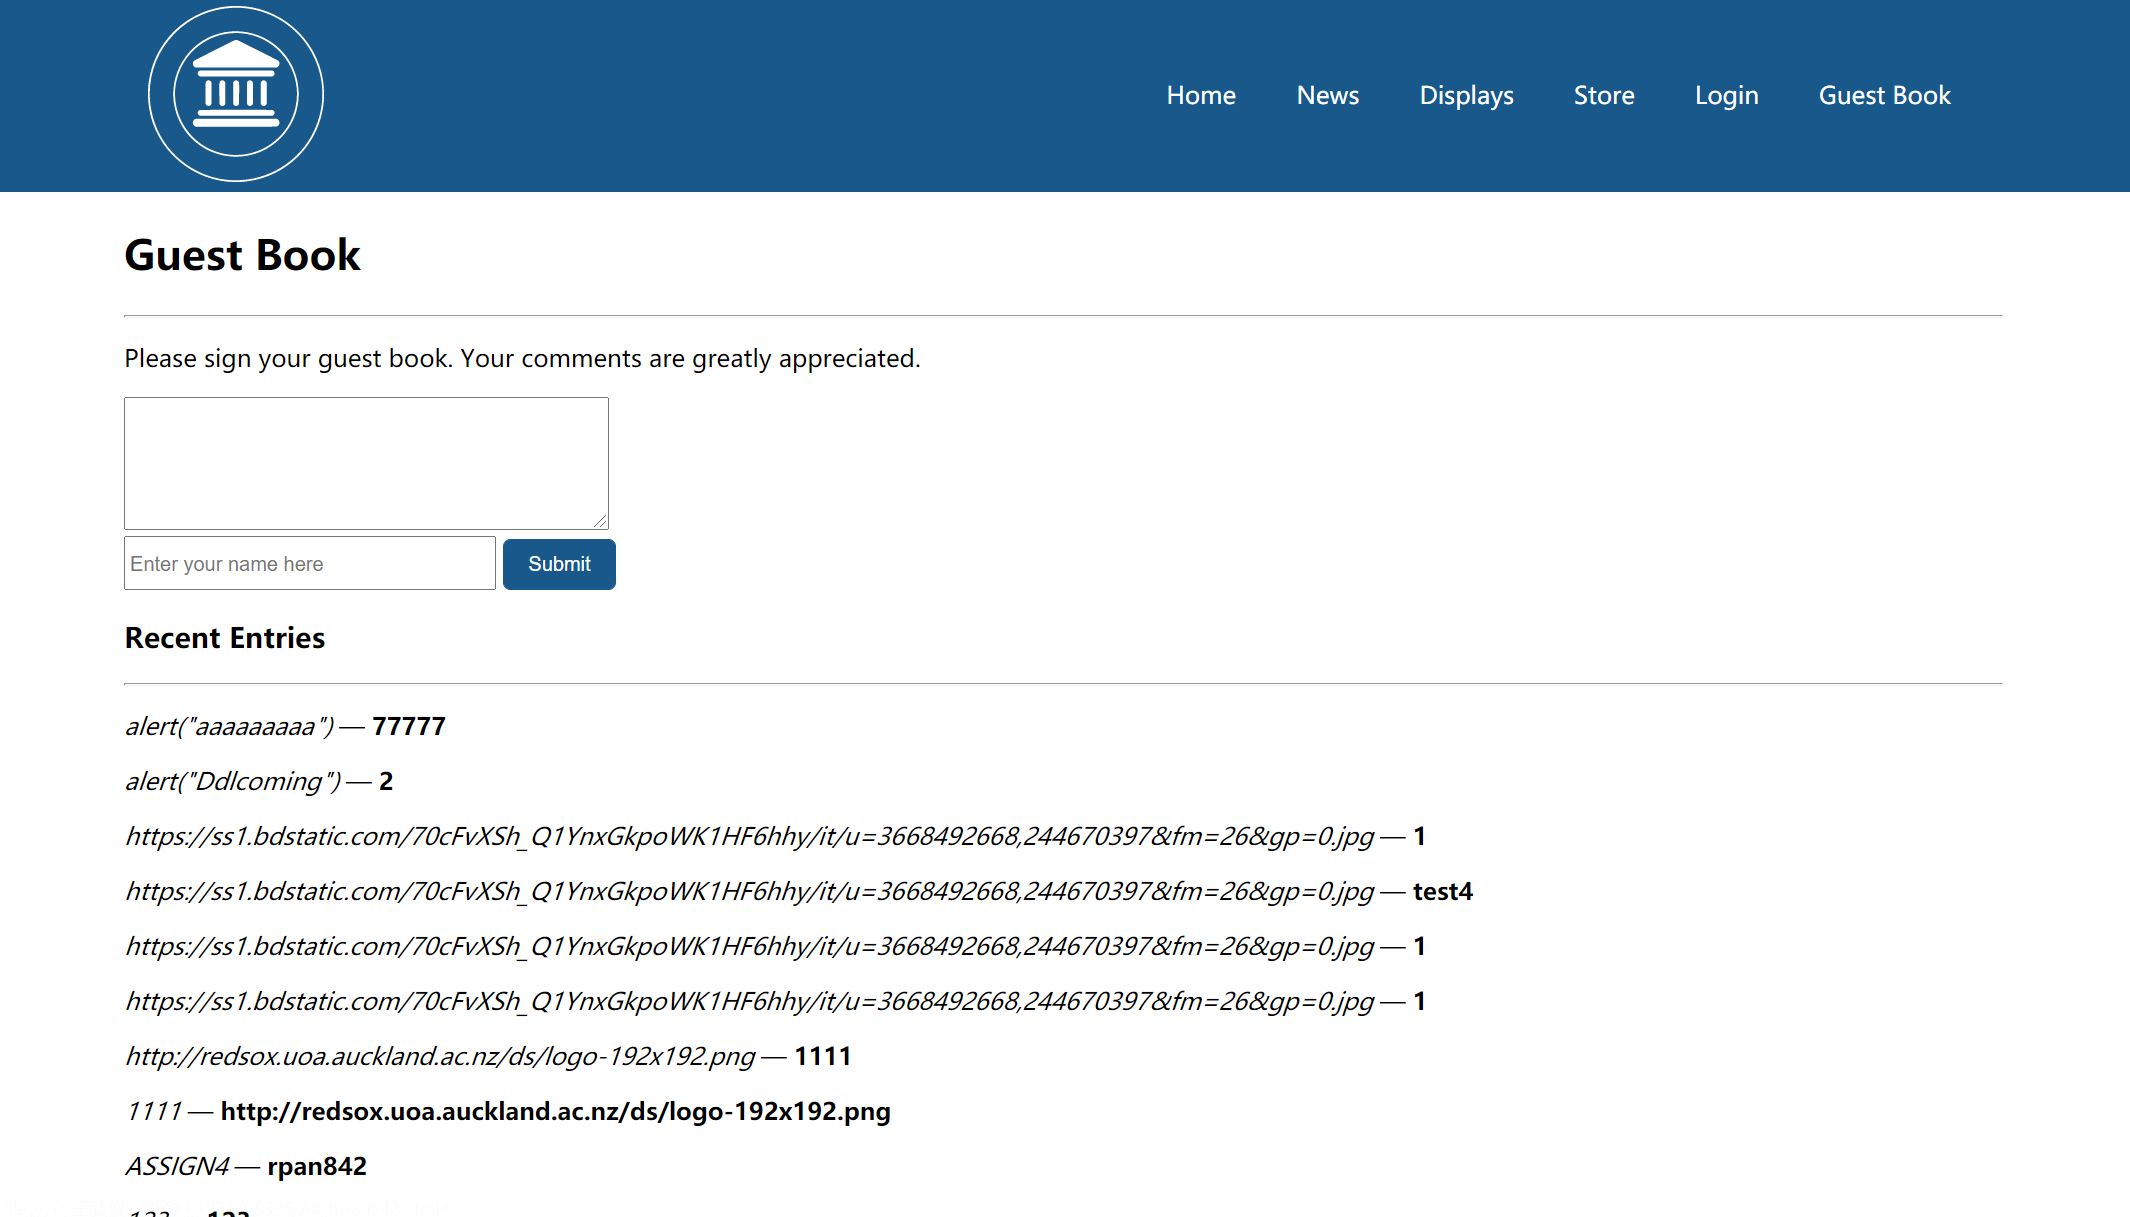 Home News Displays Store Login Guest Book
Guest Book
Please sign your guest book. Your comments are greatly appreciated.
Enter your name here Submit
Recent Entries
alert("aaaaaaaaa") — 77777
alert("Ddlcoming") — 2
https://ss1.bdstatic.com/70cFvXSh_Q1YnxGkpoWK1HF6hhy/it/u=3668492668,244670397&fm=26&gp=0.jpg — 1
https://ss1.bdstatic.com/70cFvXSh_Q1YnxGkpoWK1HF6hhy/it/u=3668492668,244670397&fm=26&gp=0.jpg — test4
https://ss1.bdstatic.com/70cFvXSh_Q1YnxGkpoWK1HF6hhy/it/u=3668492668,244670397&fm=26&gp=0.jpg — 1
https://ss1.bdstatic.com/70cFvXSh_Q1YnxGkpoWK1HF6hhy/it/u=3668492668,244670397&fm=26&gp=0.jpg — 1
http://redsox.uoa.auckland.ac.nz/ds/logo-192x192.png — 1111
1111 — http://redsox.uoa.auckland.ac.nz/ds/logo-192x192.png
ASSIGN4 — rpan842